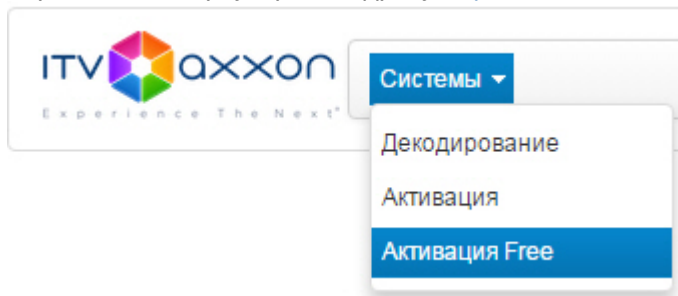 ITV axxon
Experience The Next®
Системы
Декодирование
Активация
Активация Free